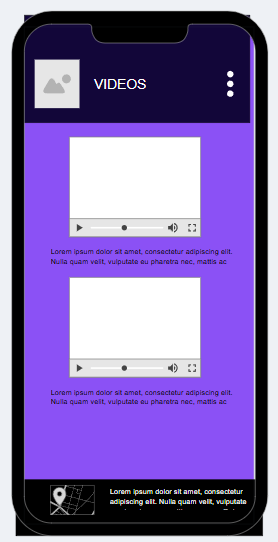 VIDEOS
Lorem ipsum dolor sit amet, consectetur adipiscing elit.
Nulla quam velit, vulputate eu pharetra nec, mattis ac
Lorem ipsum dolor sit amet, consectetur adipiscing elit.
Nulla quam velit, vulputate eu pharetra nec, mattis ac
Lorem ipsum dolor sit amet, consectetur
adipiscing elit. Nulla quam velit, vulputate